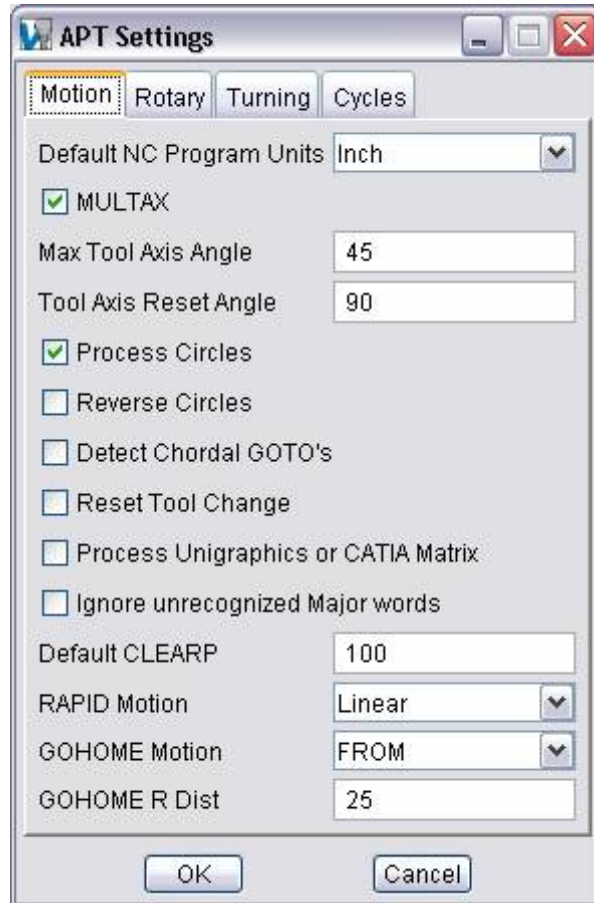 APT Settings
Motion Rotary Turning Cycles
Default NC Program Units Inch
MULTAX
Max Tool Axis Angle 45
Tool Axis Reset Angle 90
Process Circles
Reverse Circles
Detect Chordal GOTO's
Reset Tool Change
Process Unigraphics or CATIA Matrix
Ignore unrecognized Major words
Default CLEARP 100
RAPID Motion Linear
GOHOME Motion FROM
GOHOME R Dist 25
OK Cancel